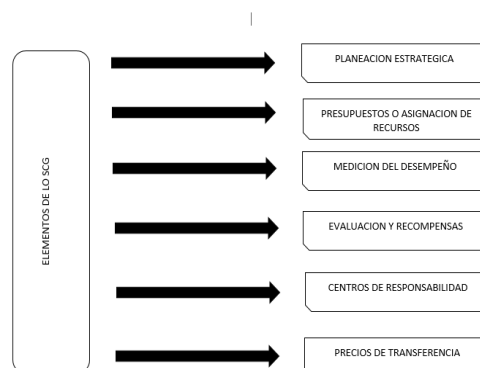 ELEMENTOS DE LO SCG
PLANEACION ESTRATEGICA
PRESUPUESTOS O ASIGNACION DE
RECURSOS
MEDICION DEL DESEMPEÑO
EVALUACION Y RECOMPENSAS
CENTROS DE RESPONSABILIDAD
PRECIOS DE TRANSFERENCIA